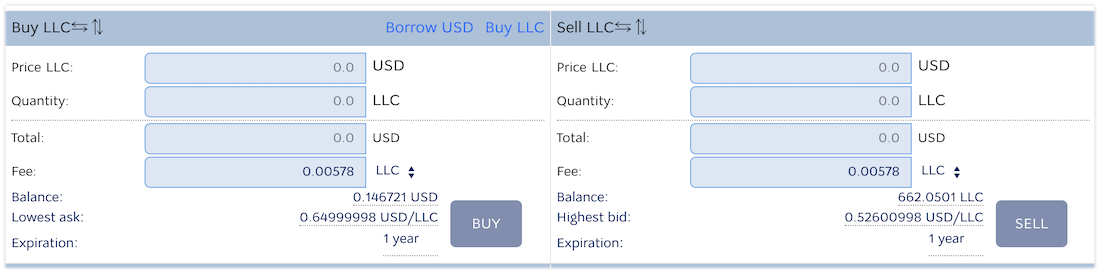 Buy LLC⇆ ⇅ Borrow USD Buy LLC
Price LLC: 0.0 USD
Quantity: 0.0 LLC
Total: 0.0 USD
Fee: 0.00578 LLC
Balance: 0.146721 USD
Lowest ask: 0.64999998 USD/LLC
Expiration: 1 year
BUY
Sell LLC⇆ ⇅
Price LLC: 0.0 USD
Quantity: 0.0 LLC
Total: 0.0 USD
Fee: 0.00578 LLC
Balance: 662.0501 LLC
Highest bid: 0.52600998 USD/LLC
Expiration: 1 year
SELL